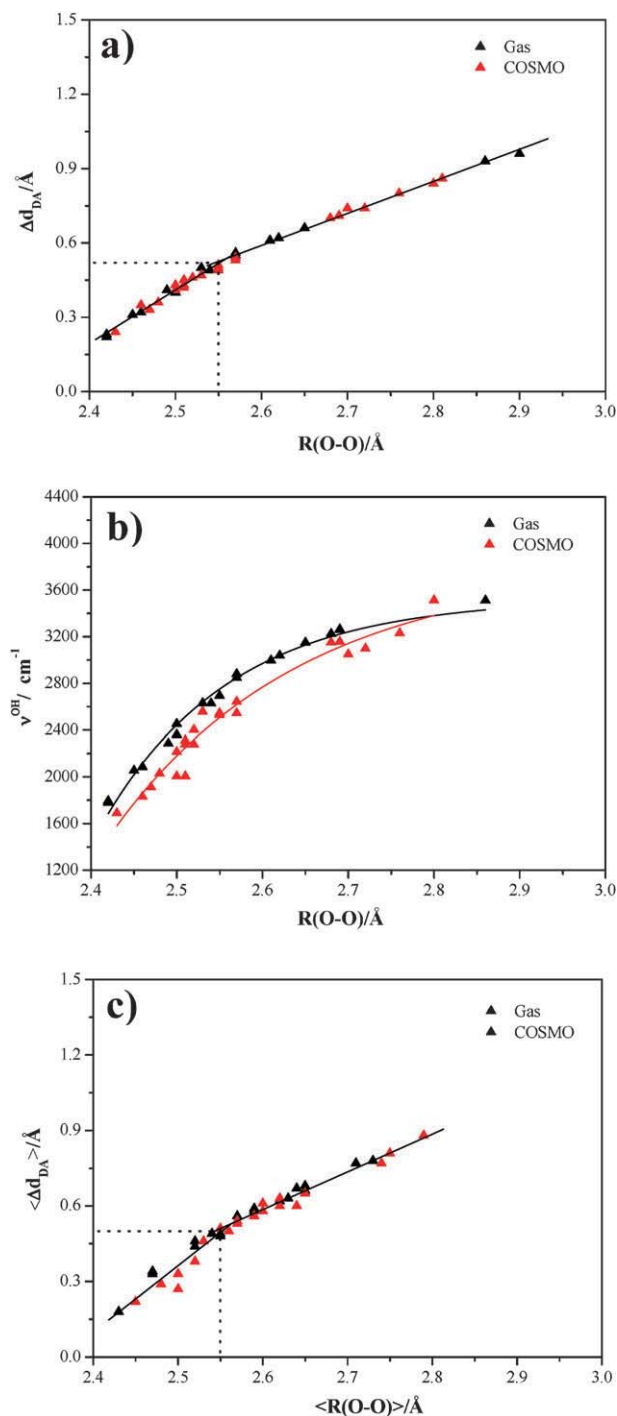 a)
Gas
COSMO
1.5
1.2
0.9
0.6
0.3
0.0
Δd_DA/Å
2.4 2.5 2.6 2.7 2.8 2.9 3.0
R(O-O)/Å
b)
Gas
COSMO
4400
4000
3600
3200
2800
2400
2000
1600
1200
ν^OH/ cm^-1
2.4 2.5 2.6 2.7 2.8 2.9 3.0
R(O-O)/Å
c)
Gas
COSMO
1.5
1.2
0.9
0.6
0.3
0.0
<Δd_DA>/Å
2.4 2.5 2.6 2.7 2.8 2.9 3.0
<R(O-O)>/Å